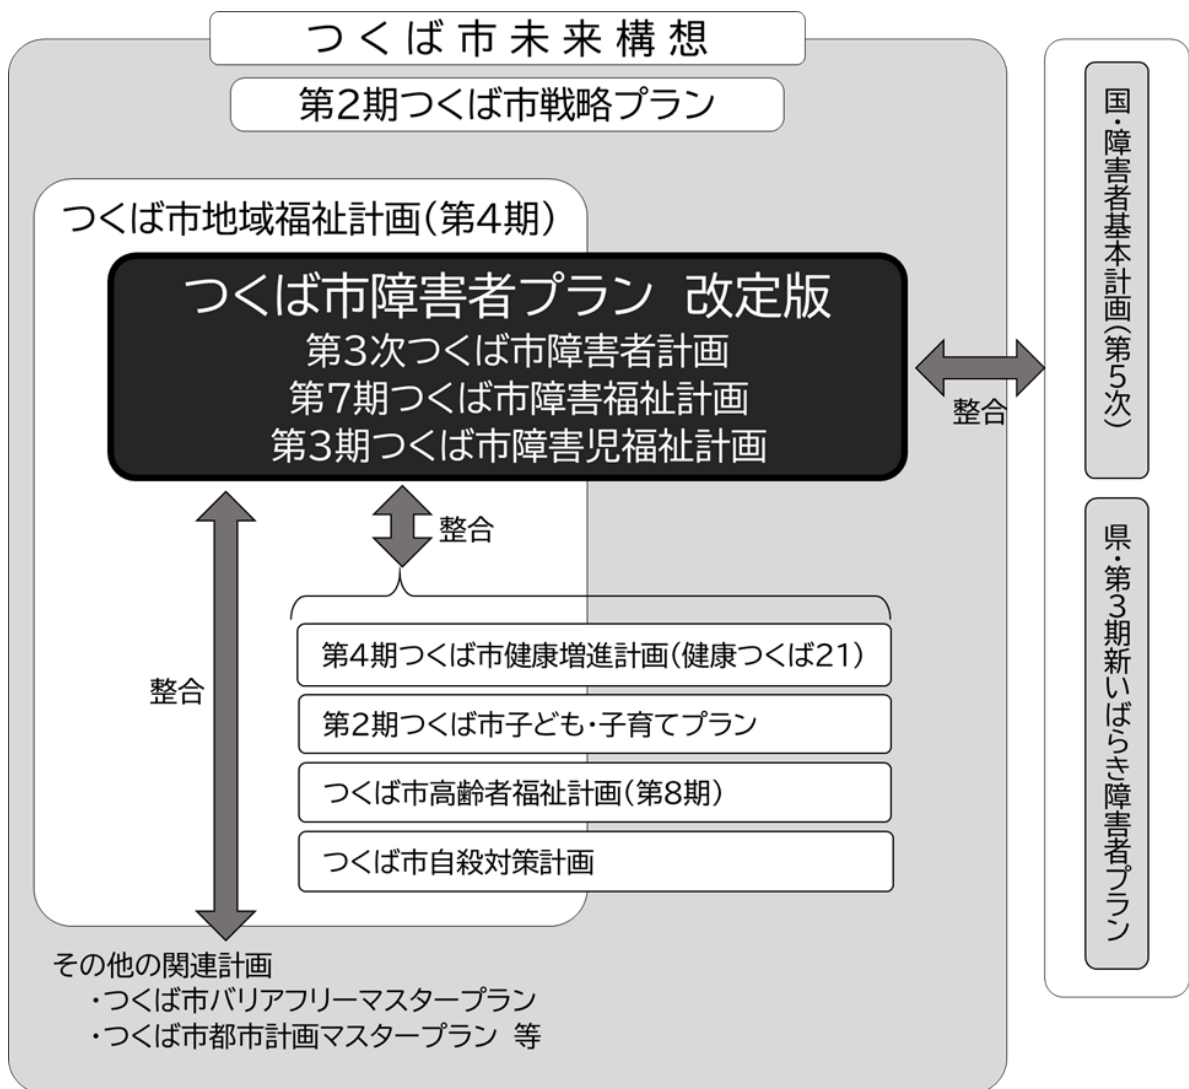 つくば市未来構想
第2期つくば市戦略プラン
つくば市地域福祉計画(第4期)
つくば市障害者プラン 改定版
第3次つくば市障害者計画
第7期つくば市障害福祉計画
第3期つくば市障害児福祉計画
整合
国・障害者基本計画(第5次)
県・第3期新いばらき障害者プラン
整合
整合
第4期つくば市健康増進計画(健康つくば21)
第2期つくば市子ども・子育てプラン
つくば市高齢者福祉計画(第8期)
つくば市自殺対策計画
その他の関連計画
・つくば市バリアフリーマスタープラン
・つくば市都市計画マスタープラン 等